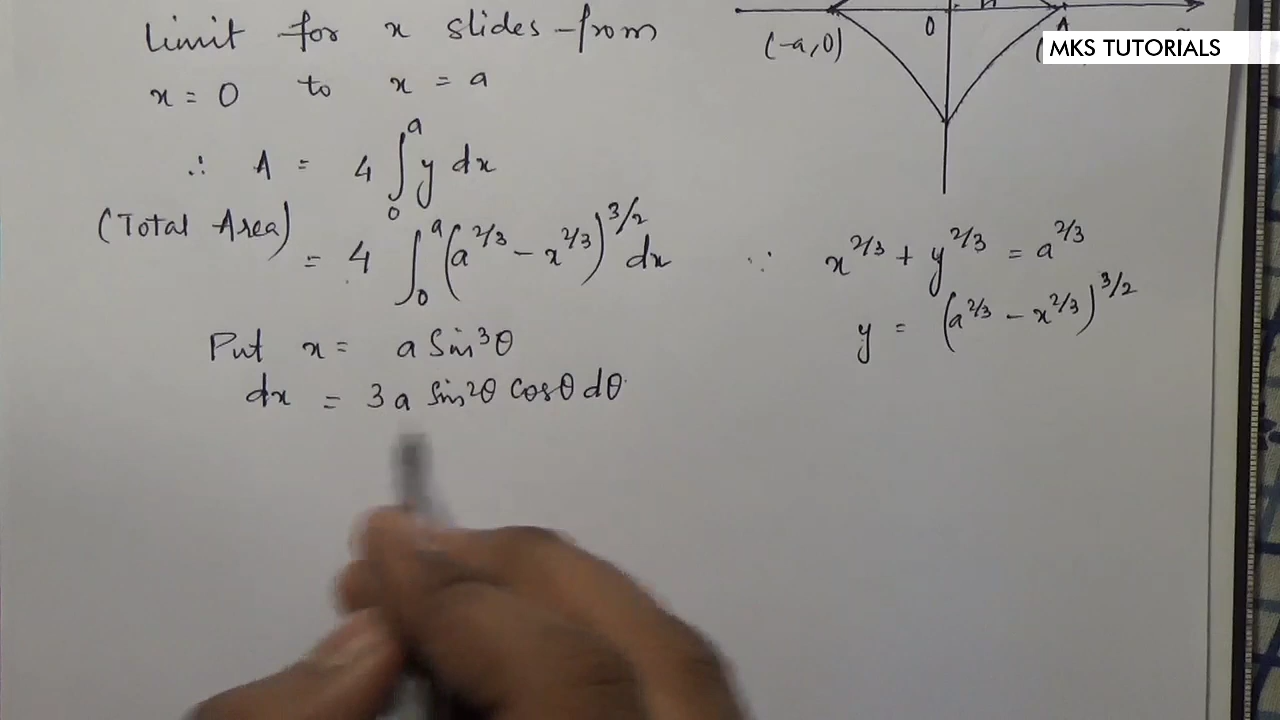 Limit for x slides from
x = 0 to x = a
∴ A = 4 ∫₀ᵃ y dx
(Total Area)
= 4 ∫₀ᵃ (a^2/3 − x^2/3)^3/2 dx
Put x = a Sin³θ
dx = 3a Sin²θ Cosθ dθ
(-a,0)
0
A
MKS TUTORIALS
∵ x^2/3 + y^2/3 = a^2/3
y = (a^2/3 − x^2/3)^3/2